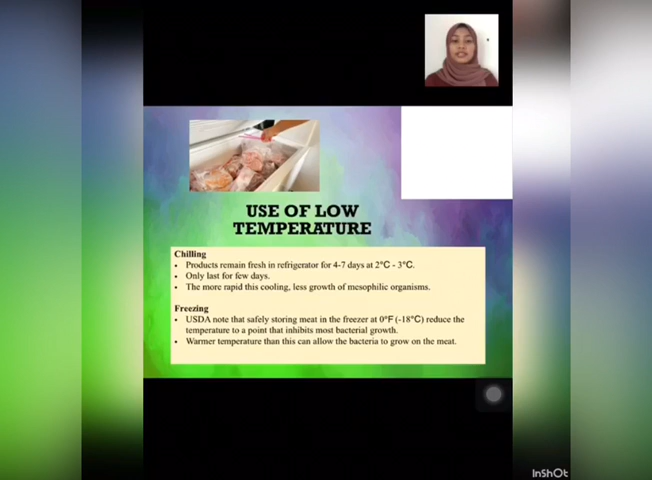 USE OF LOW
TEMPERATURE
Chilling
• Products remain fresh in refrigerator for 4-7 days at 2°C - 3°C.
• Only last for few days.
• The more rapid this cooling, less growth of mesophilic organisms.
Freezing
• USDA note that safely storing meat in the freezer at 0°F (-18°C) reduce the
temperature to a point that inhibits most bacterial growth.
• Warmer temperature than this can allow the bacteria to grow on the meat.
InShOt